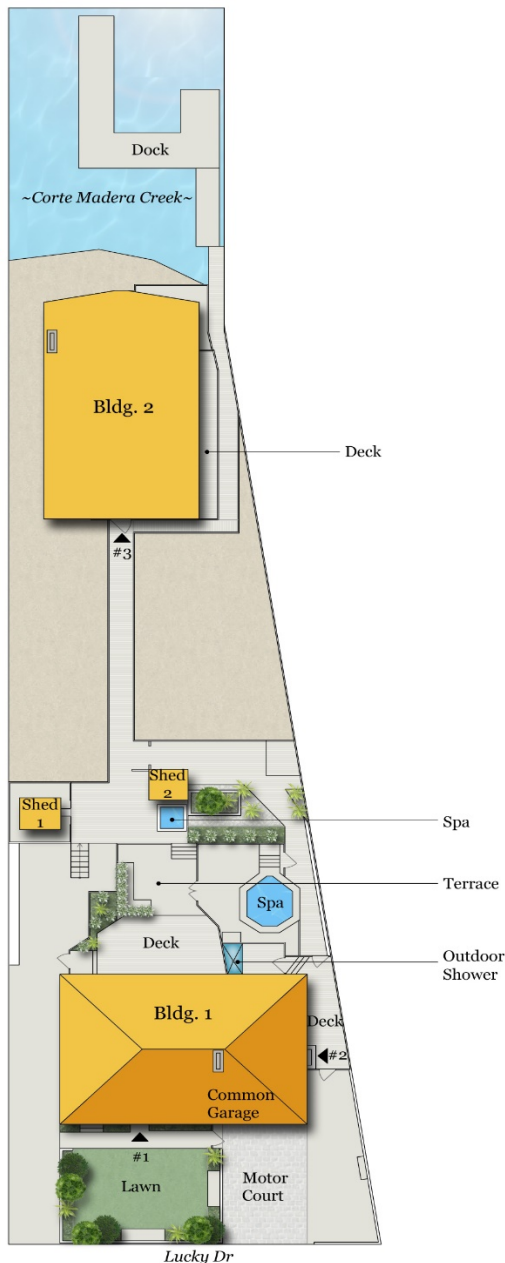 Dock
~Corte Madera Creek~
Bldg. 2
Deck
#3
Shed
2
Shed
1
Spa
Terrace
Spa
Deck
Outdoor
Shower
Bldg. 1
Deck
#2
Common
Garage
#1
Lawn
Motor
Court
Lucky Dr